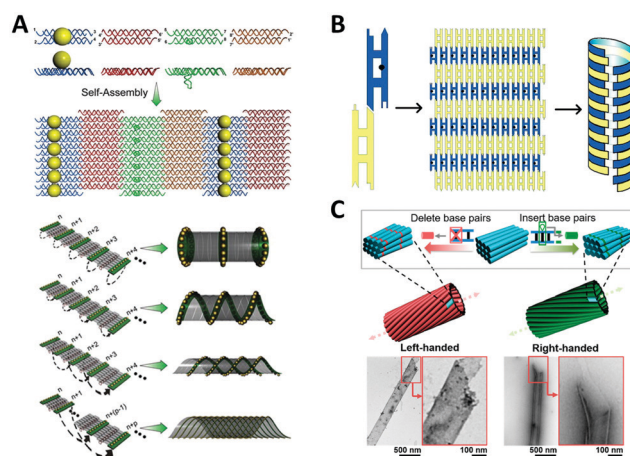 A
Self-Assembly
n
n+1
n+2
n+3
n+4
n
n+1
n+2
n+3
n+4
n
n+1
n+2
n+3
n+4
n
n+1
n+(p-1)
n+p
B
C
Delete base pairs
Insert base pairs
Left-handed
Right-handed
500 nm
100 nm
500 nm
100 nm